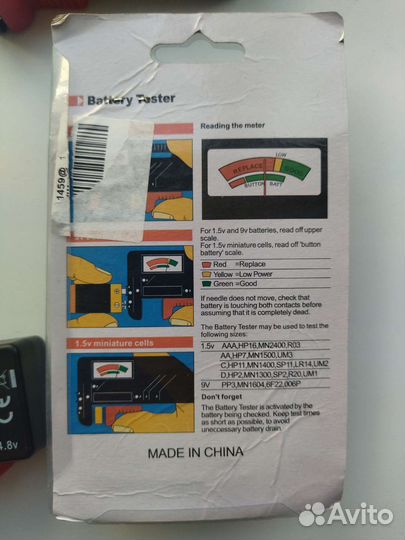 Battery Tester
1459
1
Reading the meter
REPLACE
LOW
GOOD
BUTTON
BATT
For 1.5v and 9v batteries, read off upper
scale.
For 1.5v miniature cells, read off 'button
battery' scale.
Red =Replace
Yellow =Low Power
Green =Good
If needle does not move, check that
battery is touching both contacts before
assuming that it is completely dead.
The Battery Tester may be used to test the
following sizes:
1.5v AAA,HP16,MN2400,R03
AA,HP7,MN1500,UM3
C,HP11,MN1400,SP11,LR14,UM2
D,HP2,MN1300,SP2,R20,UM1
9V PP3,MN1604,6F22,006P
Don't forget
The Battery Tester is activated by the
battery being checked. Keep test times
as short as possible, to avoid
uneccessary battery drain.
1.5v miniature cells
MADE IN CHINA
CE
4.8v
Avito